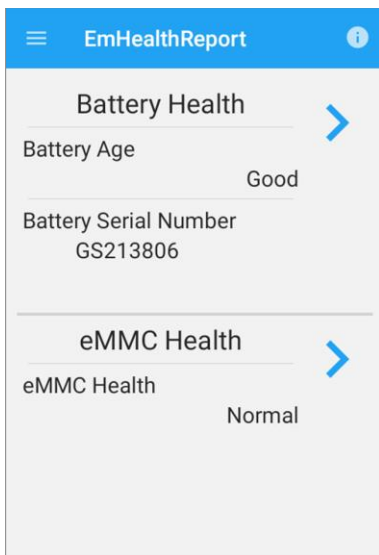 EmHealthReport
Battery Health
Battery Age
Good
Battery Serial Number
GS213806
eMMC Health
eMMC Health
Normal